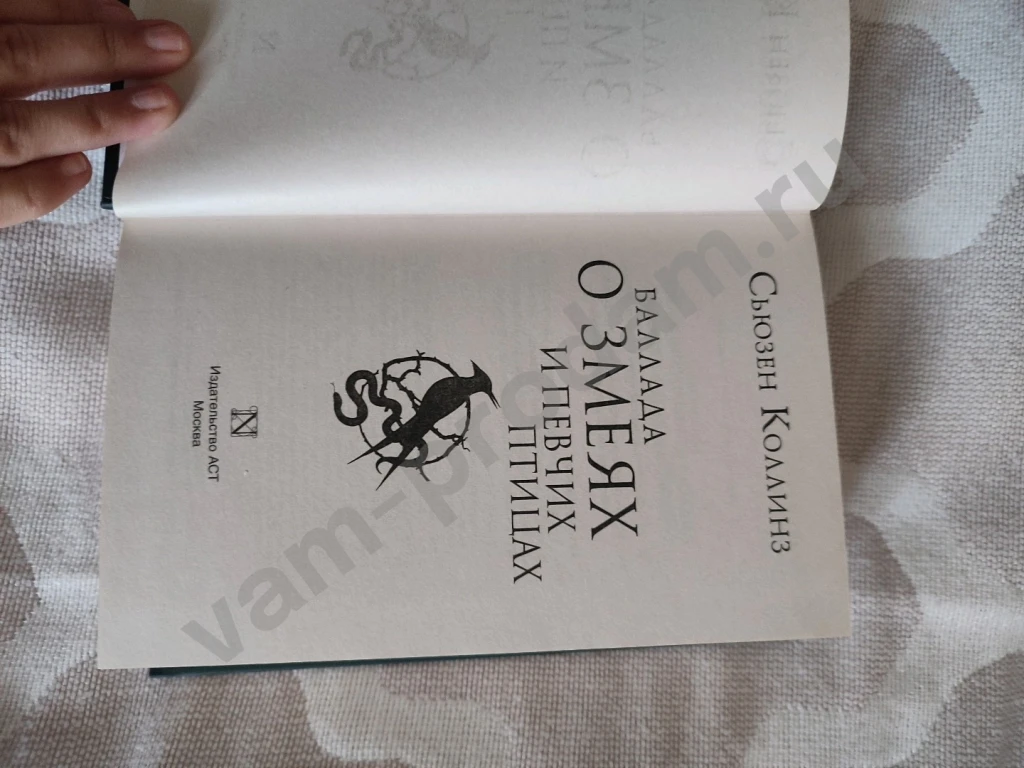 Сьюзен Коллинз
БАЛЛАДА
О ЗМЕЯХ
И ПЕВЧИХ
ПТИЦАХ
N
Издательство АСТ
Москва
vam-prodam.ru